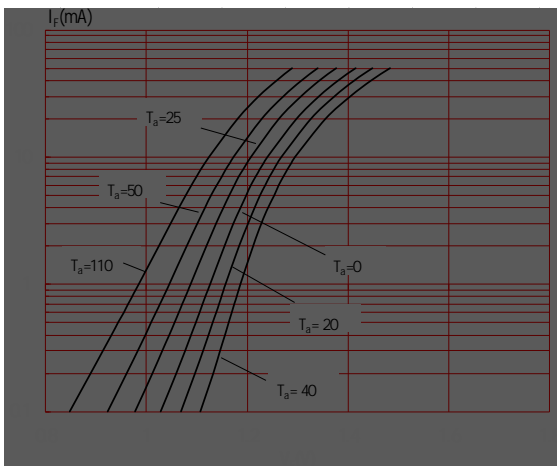 I_F(mA)
T_a=25
T_a=50
T_a=110
T_a=0
T_a= 20
T_a= 40